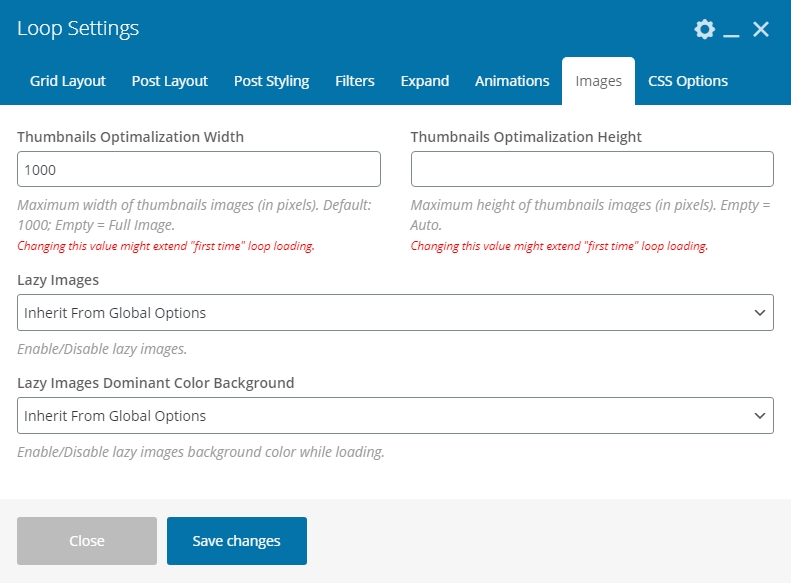 Loop Settings
Grid Layout Post Layout Post Styling Filters Expand Animations Images CSS Options
Thumbnails Optimalization Width
1000
Maximum width of thumbnails images (in pixels). Default:
1000; Empty = Full Image.
Changing this value might extend "first time" loop loading.
Thumbnails Optimalization Height
Maximum height of thumbnails images (in pixels). Empty =
Auto.
Changing this value might extend "first time" loop loading.
Lazy Images
Inherit From Global Options
Enable/Disable lazy images.
Lazy Images Dominant Color Background
Inherit From Global Options
Enable/Disable lazy images background color while loading.
Close Save changes